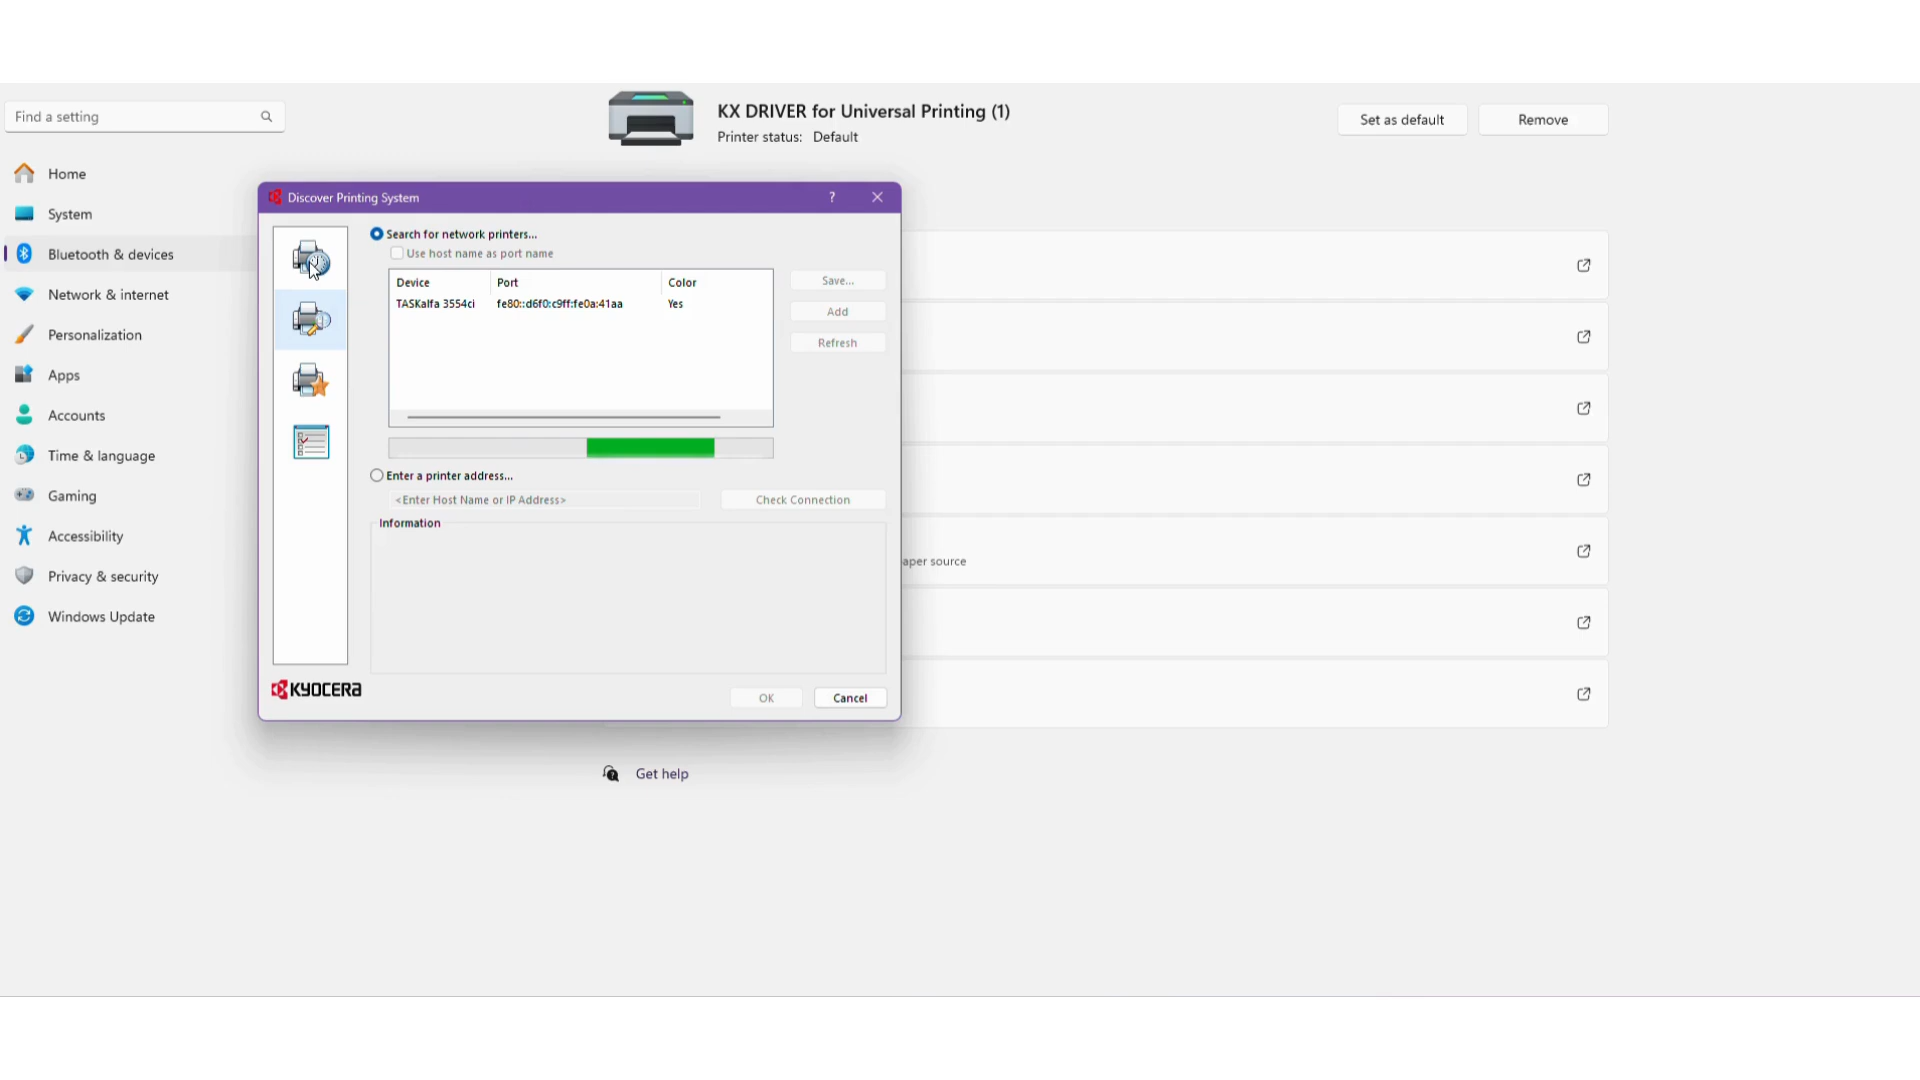 Find a setting
KX DRIVER for Universal Printing (1)
Printer status: Default
Set as default
Remove
Home
System
Bluetooth & devices
Network & internet
Personalization
Apps
Accounts
Time & language
Gaming
Accessibility
Privacy & security
Windows Update
Discover Printing System
?
Search for network printers...
Use host name as port name
Device Port Color
TASKalfa 3554ci fe80::d6f0:c9ff:fe0a:41aa Yes
Save...
Add
Refresh
Enter a printer address...
<Enter Host Name or IP Address>
Check Connection
Information
KYOCERA
OK
Cancel
aper source
Get help